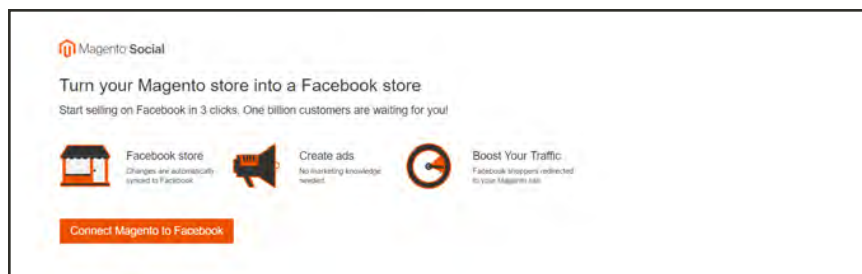 Magento Social
Turn your Magento store into a Facebook store
Start selling on Facebook in 3 clicks. One billion customers are waiting for you!
Facebook store
Changes are automatically
synced to Facebook
Create ads
No marketing knowledge
needed.
Boost Your Traffic
Facebook shoppers redirected
to your Magento site.
Connect Magento to Facebook